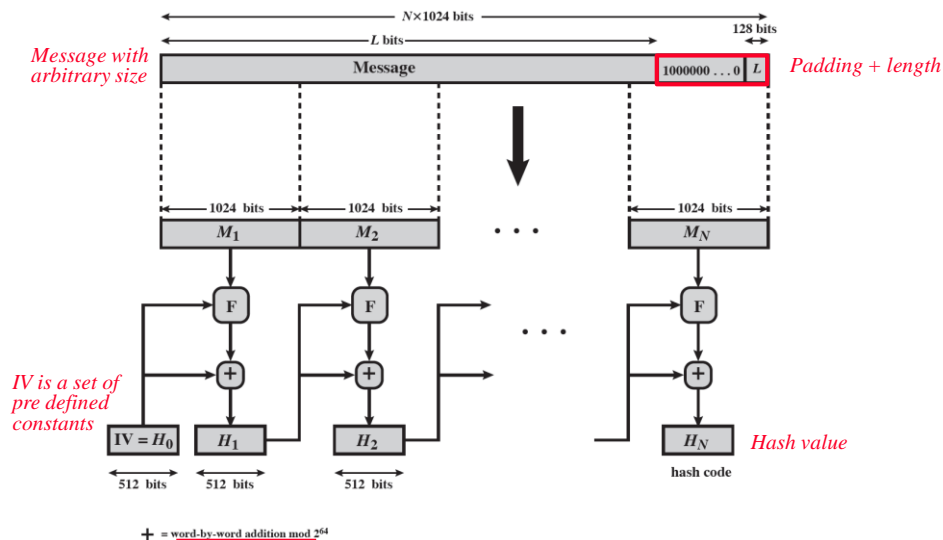 N×1024 bits
128 bits
L bits
Message with
arbitrary size
Message
1000000 . . . 0
L
Padding + length
1024 bits
1024 bits
1024 bits
M1
M2
. . .
MN
F
F
F
. . .
+
+
+
IV is a set of
pre defined
constants
IV = H0
H1
H2
HN
Hash value
hash code
512 bits
512 bits
512 bits
+ = word-by-word addition mod 2^64